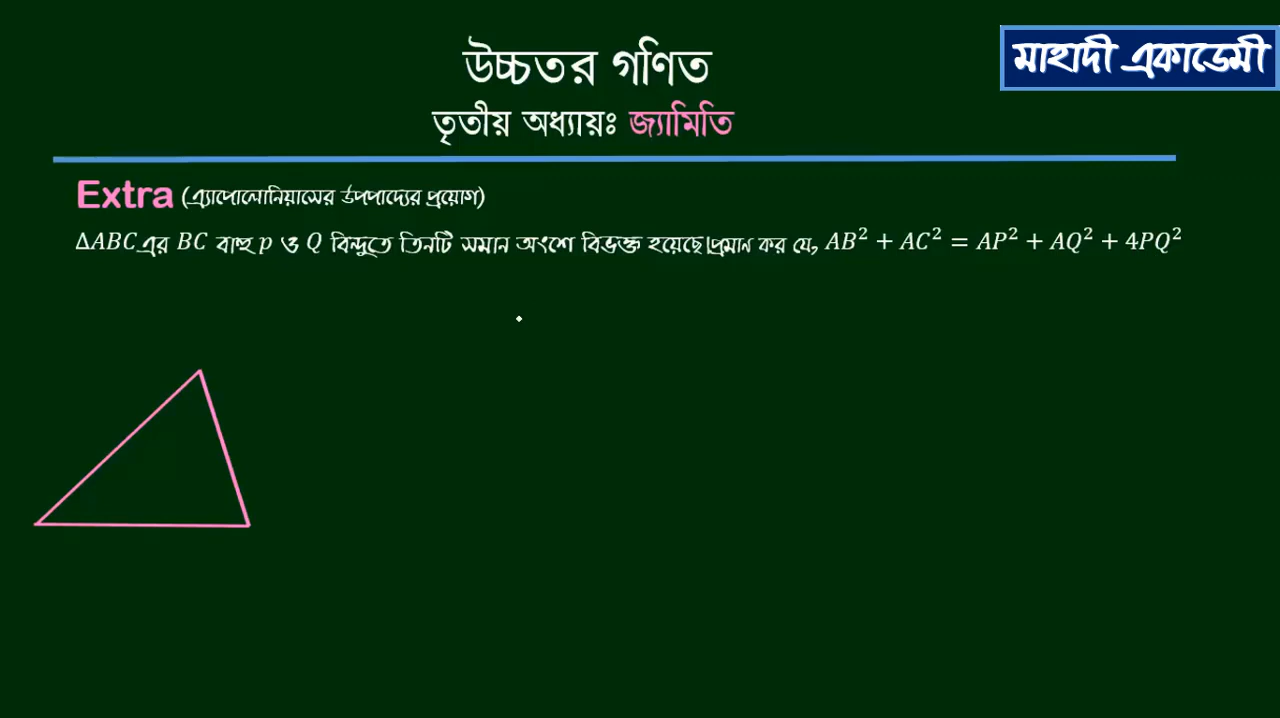 উচ্চতর গণিত
মাহাদী একাডেমী
তৃতীয় অধ্যায়ঃ জ্যামিতি
Extra (এ্যাপোলোনিয়াসের উপপাদ্যের প্রয়োগ)
ΔABC এর BC বাহু p ও Q বিন্দুতে তিনটি সমান অংশে বিভক্ত হয়েছে।প্রমান কর যে, AB² + AC² = AP² + AQ² + 4PQ²